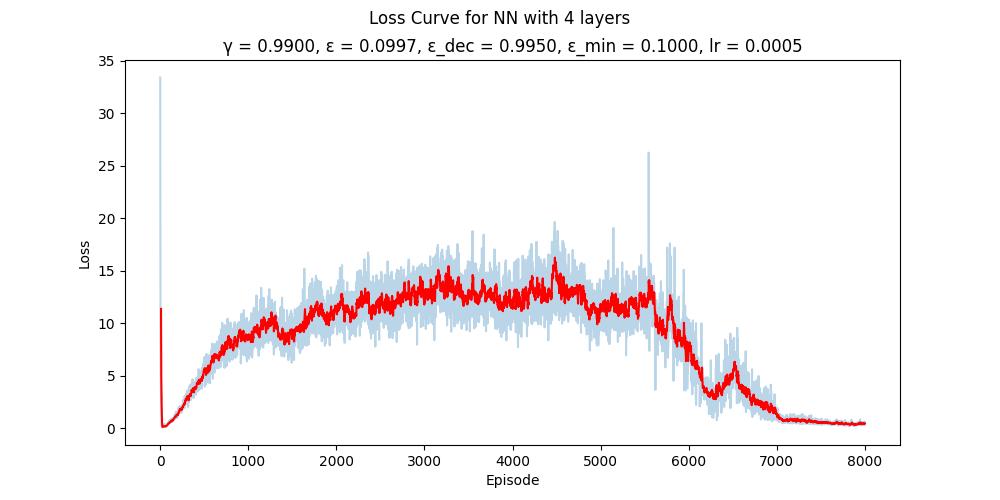 Loss Curve for NN with 4 layers
γ = 0.9900, ε = 0.0997, ε_dec = 0.9950, ε_min = 0.1000, lr = 0.0005
35
30
25
20
15
10
5
0
Loss
0 1000 2000 3000 4000 5000 6000 7000 8000
Episode